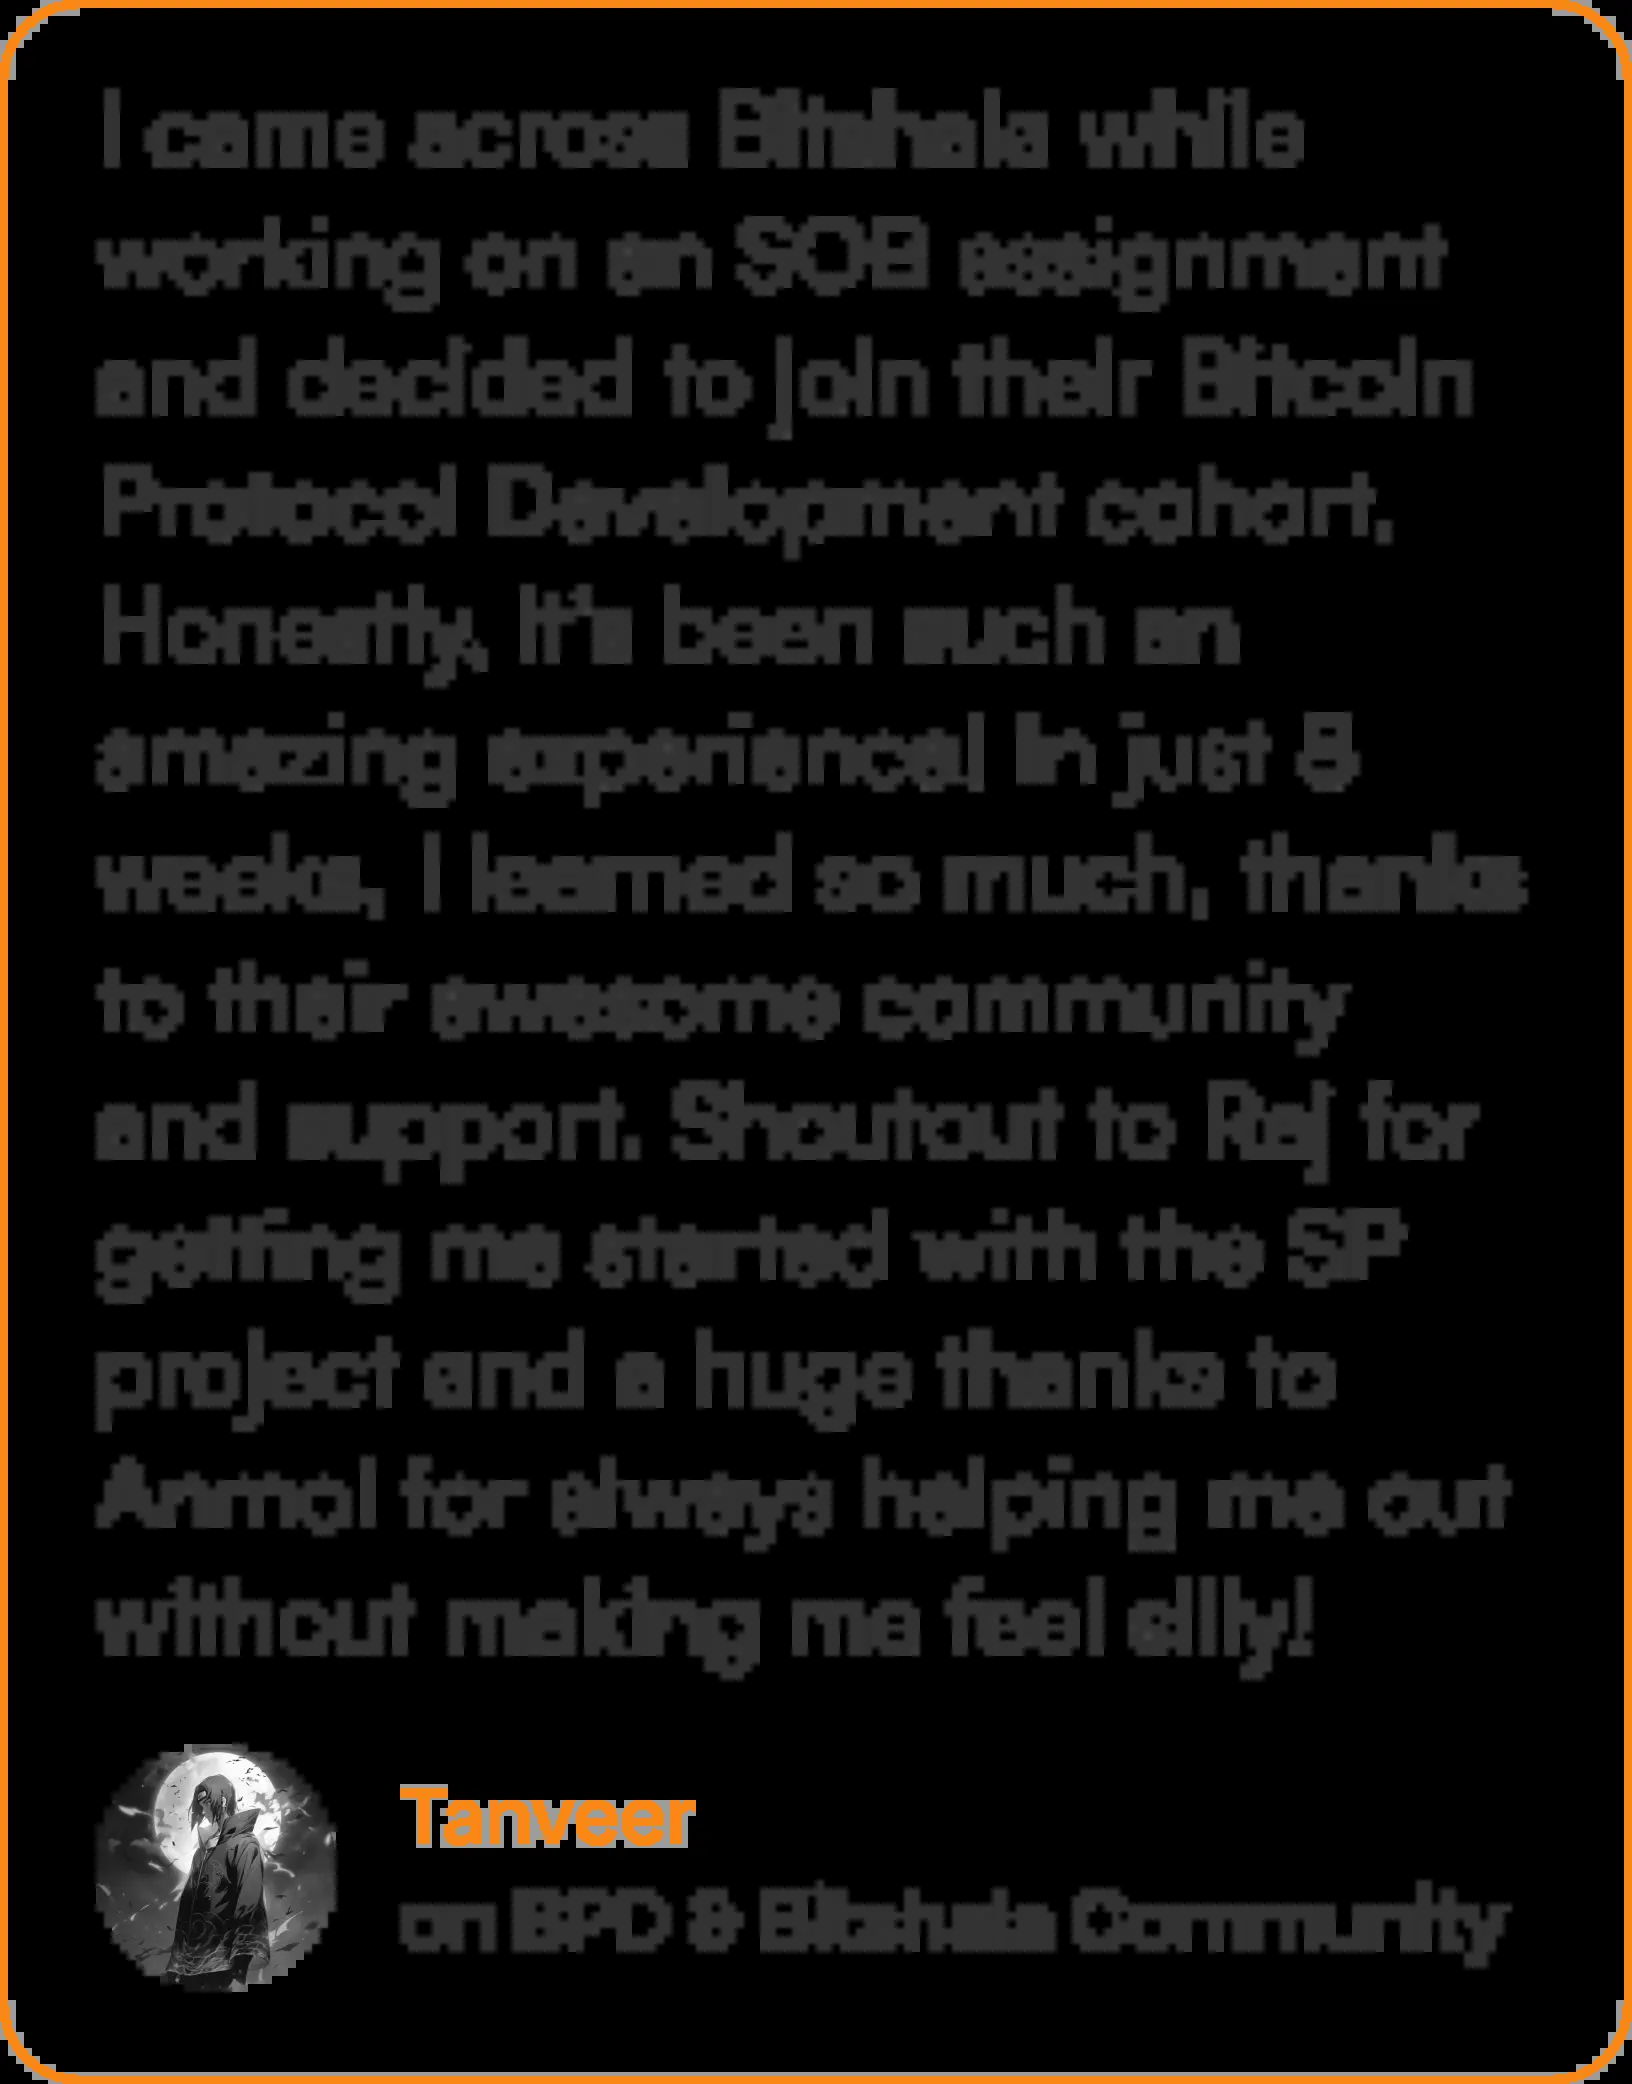 I came across Bitshala while
working on an SOB assignment
and decided to join their Bitcoin
Protocol Development cohort.
Honestly, it's been such an
amazing experience! In just 8
weeks, I learned so much, thanks
to their awesome community
and support. Shoutout to Raj for
getting me started with the SP
project and a huge thanks to
Anmol for always helping me out
without making me feel silly!
Tanveer
on BPD & Bitshala Community